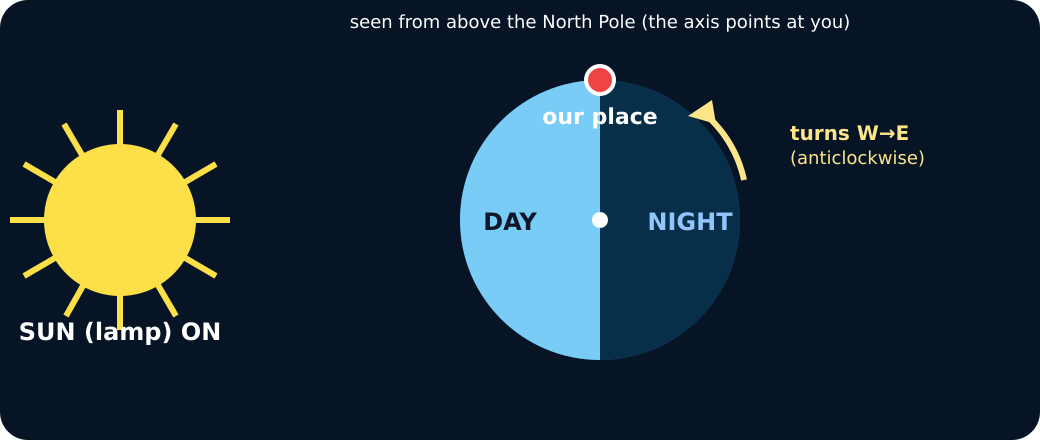 seen from above the North Pole (the axis points at you)
our place
turns W→E
(anticlockwise)
DAY
NIGHT
SUN (lamp) ON